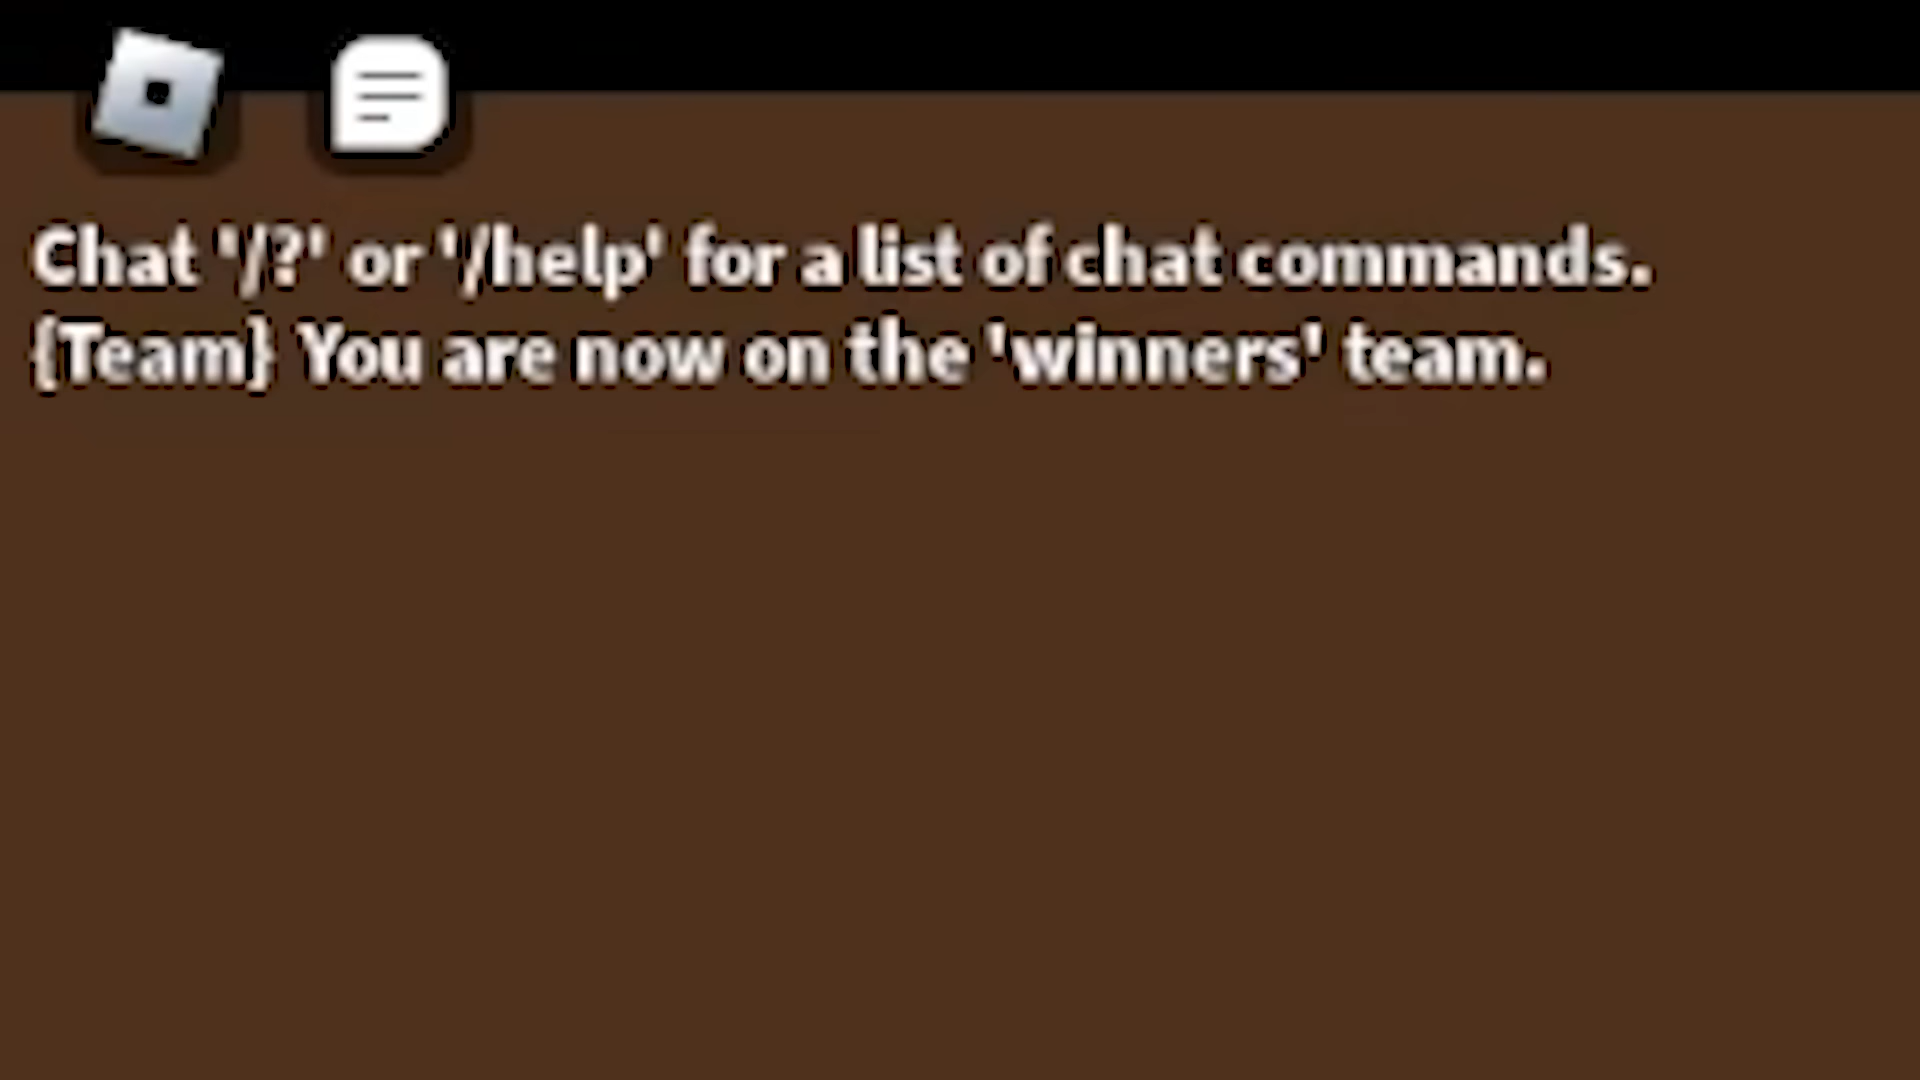 Chat '/?' or '/help' for a list of chat commands.
{Team} You are now on the 'winners' team.